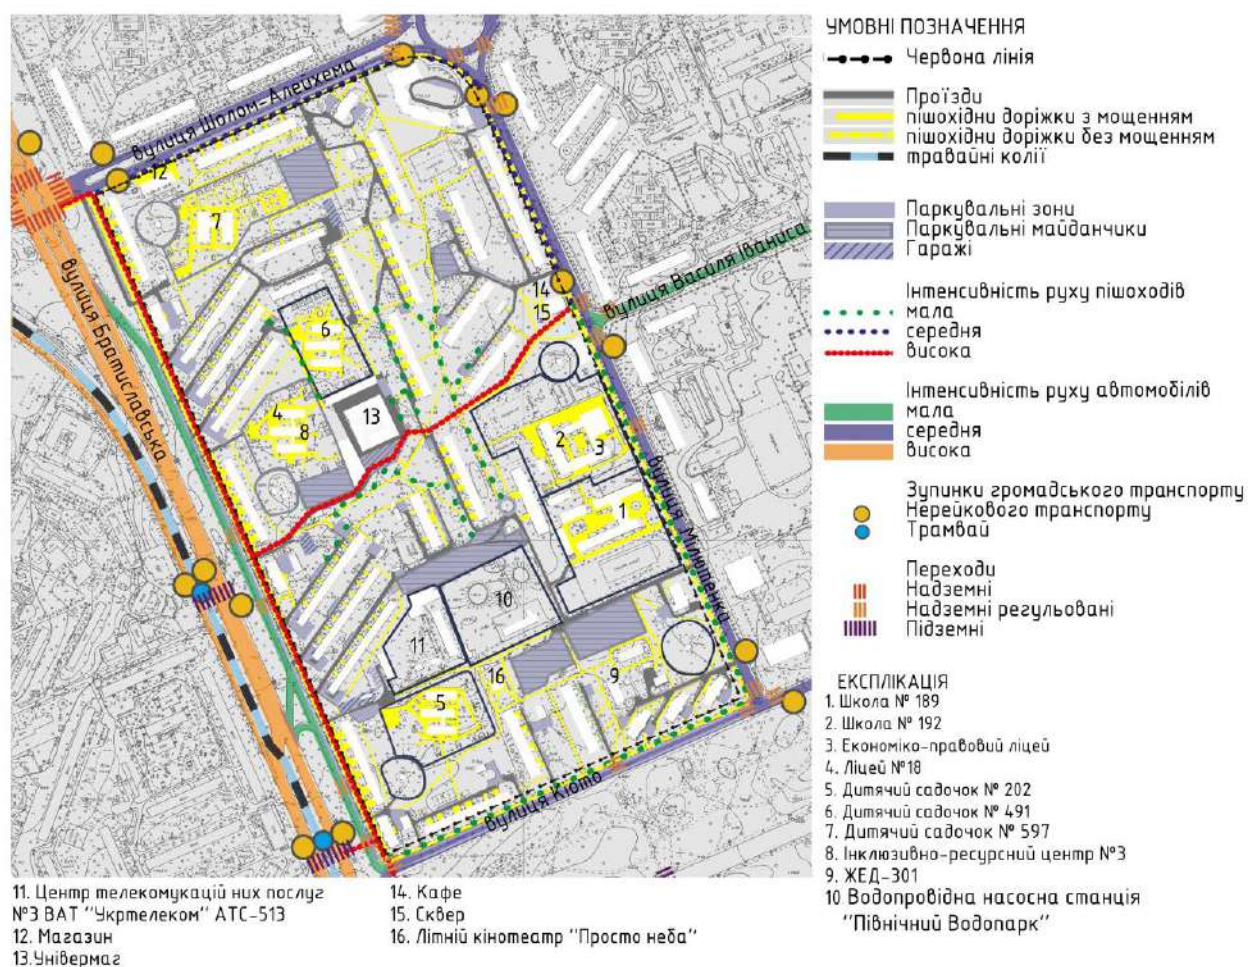 вулиця Шолом-Алейхема
вулиця Братиславська
вулиця Василя Іваниса
вулиця Мілютенка
вулиця Кіото
12
7
6
14
15
4
8
13
2
3
1
10
11
16
9
5
УМОВНІ ПОЗНАЧЕННЯ
Червона лінія
Проїзди
пішохідни доріжки з мощенням
пішохідни доріжки без мощенням
травайні колії
Паркувальні зони
Паркувальні майданчики
Гаражі
Інтенсивність руху пішоходів
мала
середня
висока
Інтенсивність руху автомобілів
мала
середня
висока
Зупинки громадського транспорту
Нерейкового транспорту
Трамвай
Переходи
Надземні
Надземні регульовані
Підземні
ЕКСПЛІКАЦІЯ
1. Школа № 189
2. Школа № 192
3. Економіко-правовий ліцей
4. Ліцей №18
5. Дитячий садочок № 202
6. Дитячий садочок № 491
7. Дитячий садочок № 597
8. Інклюзивно-ресурсний центр №3
9. ЖЕД-301
10. Водопровідна насосна станція
"Північний Водопарк"
11. Центр телекомукацій них послуг
№3 ВАТ "Укртелеком" АТС-513
12. Магазин
13.Універмаг
14. Кафе
15. Сквер
16. Літній кінотеатр "Просто неба"